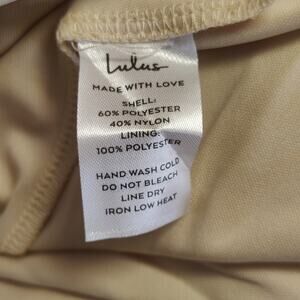 Lulus
MADE WITH LOVE
SHELL:
60% POLYESTER
40% NYLON
LINING:
100% POLYESTER
HAND WASH COLD
DO NOT BLEACH
LINE DRY
IRON LOW HEAT